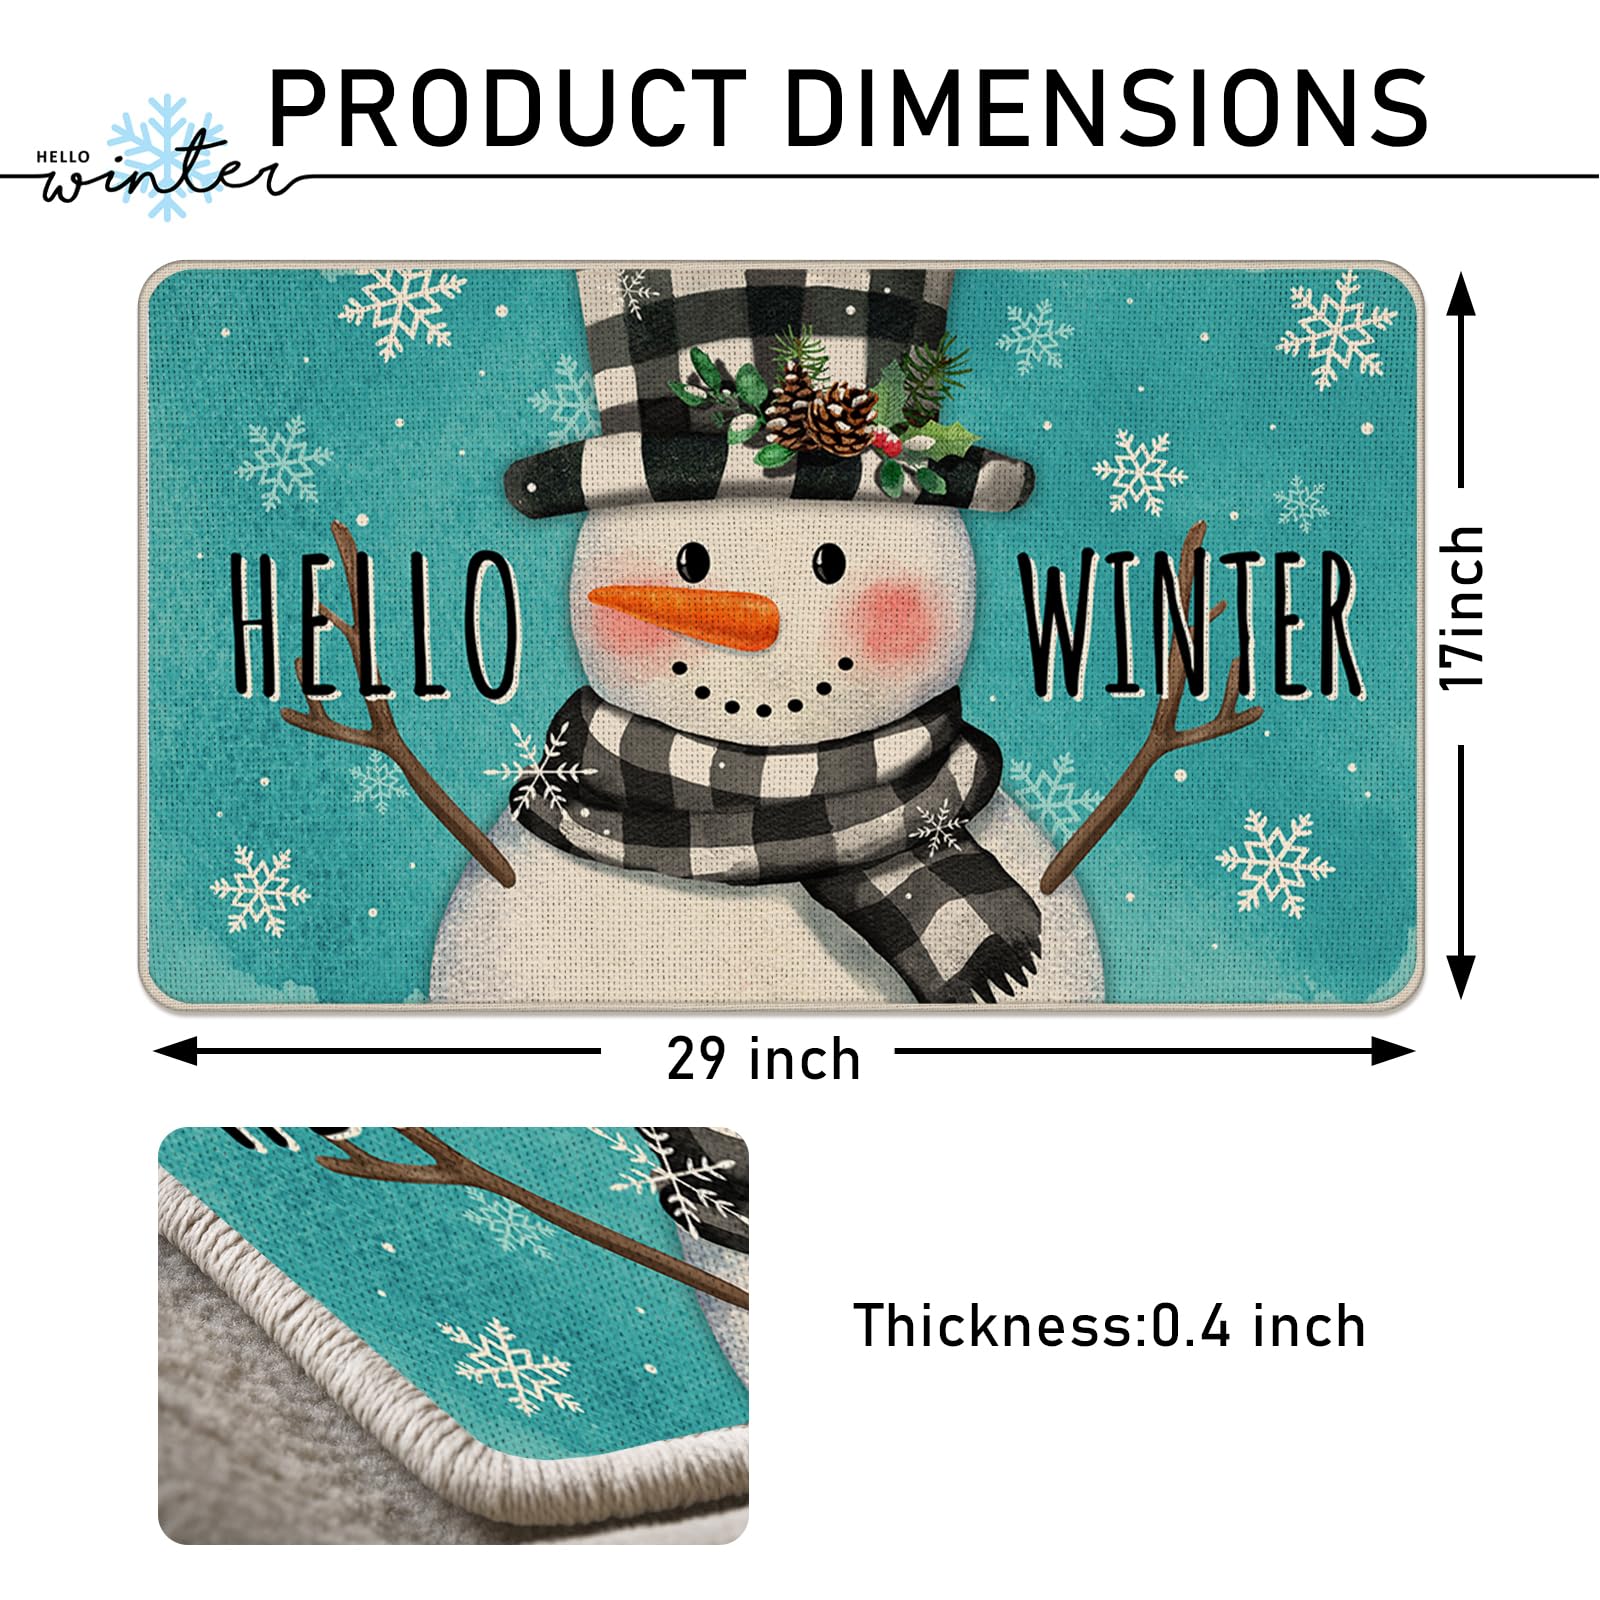 PRODUCT DIMENSIONS
HELLO
winter
HELLO WINTER
17inch
29 inch
Thickness:0.4 inch